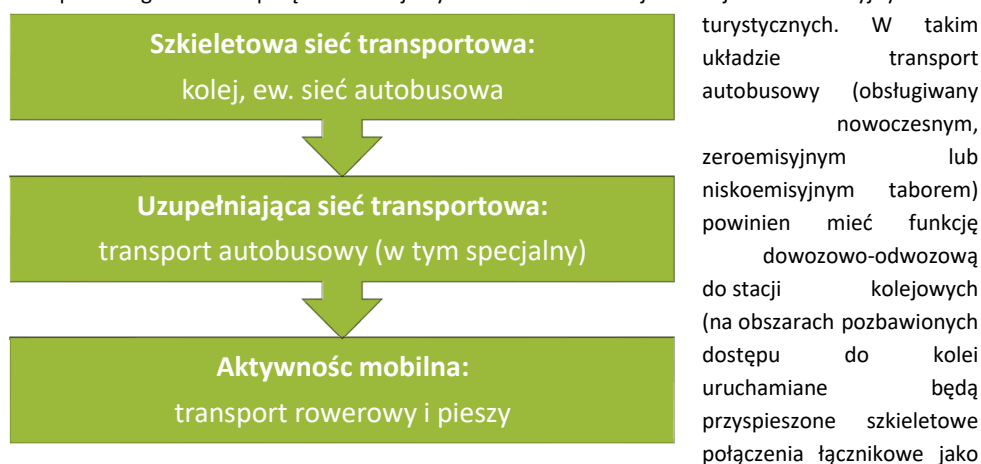 Szkieletowa sieć transportowa:
kolej, ew. sieć autobusowa
Uzupełniająca sieć transportowa:
transport autobusowy (w tym specjalny)
Aktywnośc mobilna:
transport rowerowy i pieszy
turystycznych. W takim
układzie transport
autobusowy (obsługiwany
nowoczesnym,
zeroemisyjnym lub
niskoemisyjnym taborem)
powinien mieć funkcję
dowozowo-odwozową
do stacji kolejowych
(na obszarach pozbawionych
dostępu do kolei
uruchamiane będą
przyspieszone szkieletowe
połączenia łącznikowe jako